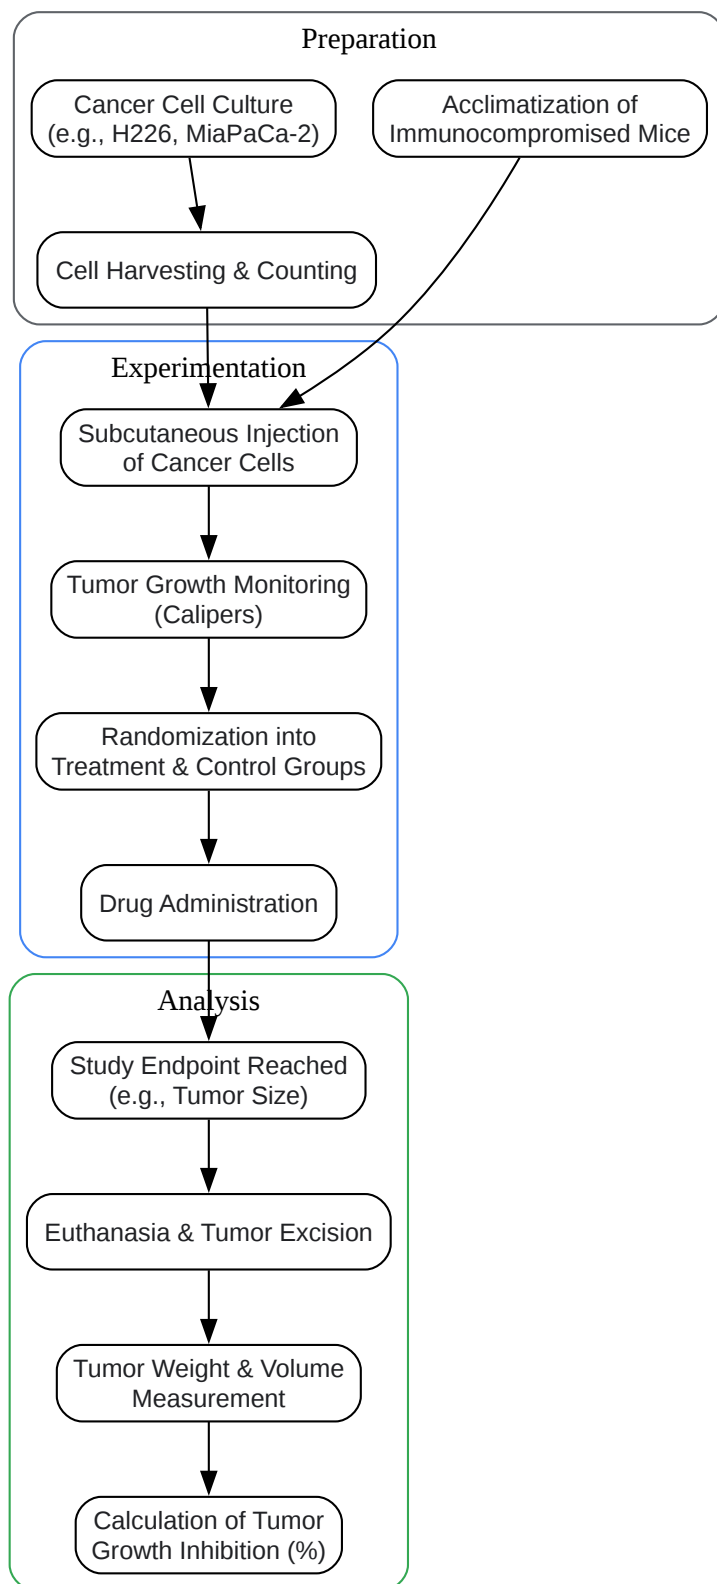 Preparation
Cancer Cell Culture
(e.g., H226, MiaPaCa-2)
Acclimatization of
Immunocompromised Mice
Cell Harvesting & Counting
Experimentation
Subcutaneous Injection
of Cancer Cells
Tumor Growth Monitoring
(Calipers)
Randomization into
Treatment & Control Groups
Drug Administration
Analysis
Study Endpoint Reached
(e.g., Tumor Size)
Euthanasia & Tumor Excision
Tumor Weight & Volume
Measurement
Calculation of Tumor
Growth Inhibition (%)